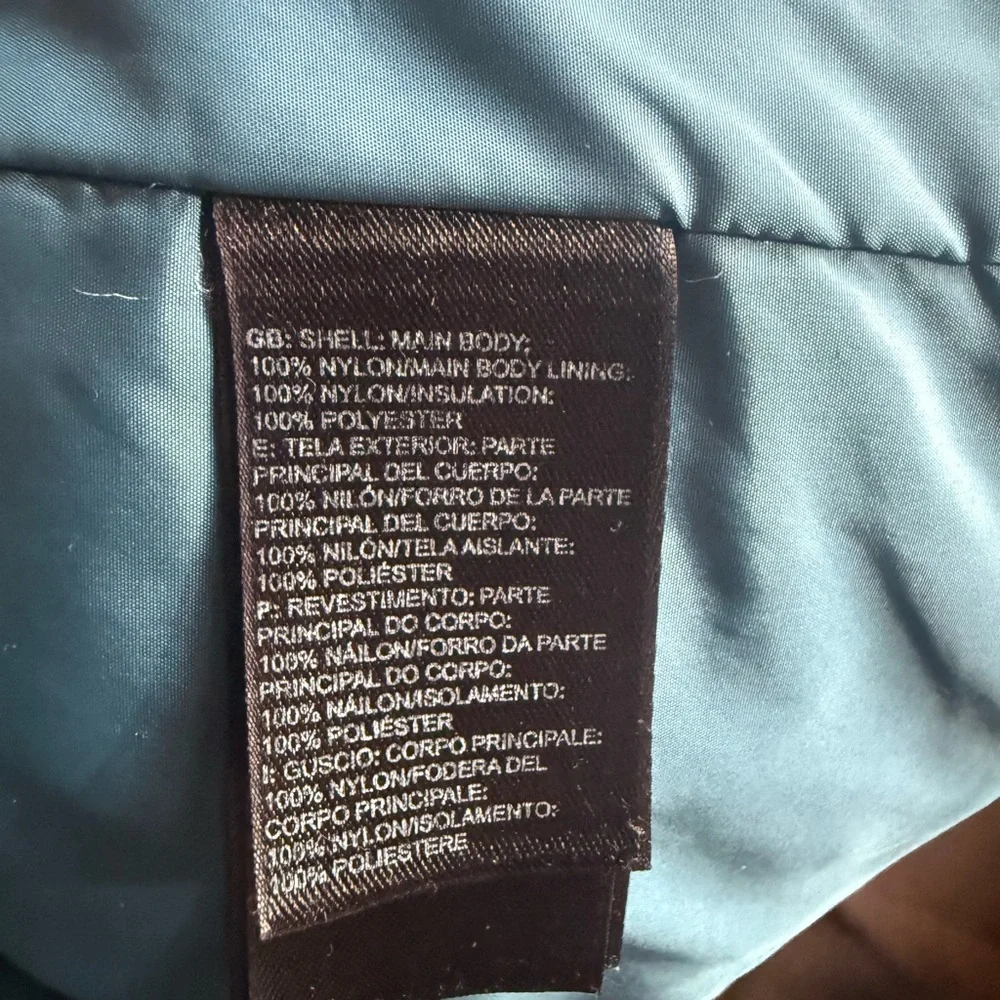 GB: SHELL: MAIN BODY:
100% NYLON/MAIN BODY LINING:
100% NYLON/INSULATION:
100% POLYESTER
E: TELA EXTERIOR: PARTE
PRINCIPAL DEL CUERPO:
100% NILÓN/FORRO DE LA PARTE
PRINCIPAL DEL CUERPO:
100% NILÓN/TELA AISLANTE:
100% POLIÉSTER
P: REVESTIMENTO: PARTE
PRINCIPAL DO CORPO:
100% NÁILON/FORRO DA PARTE
PRINCIPAL DO CORPO:
100% NÁILON/ISOLAMENTO:
100% POLIÉSTER
I: GUSCIO: CORPO PRINCIPALE:
100% NYLON/FODERA DEL
CORPO PRINCIPALE:
100% NYLON/ISOLAMENTO:
100% POLIESTERE